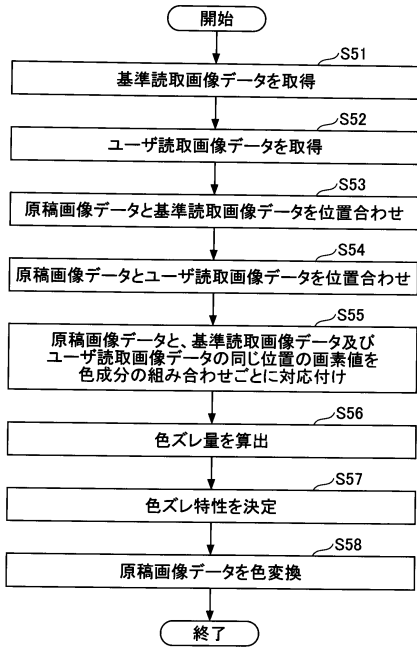 開始
S51
基準読取画像データを取得
S52
ユーザ読取画像データを取得
S53
原稿画像データと基準読取画像データを位置合わせ
S54
原稿画像データとユーザ読取画像データを位置合わせ
S55
原稿画像データと、基準読取画像データ及び
ユーザ読取画像データの同じ位置の画素値を
色成分の組み合わせごとに対応付け
S56
色ズレ量を算出
S57
色ズレ特性を決定
S58
原稿画像データを色変換
終了